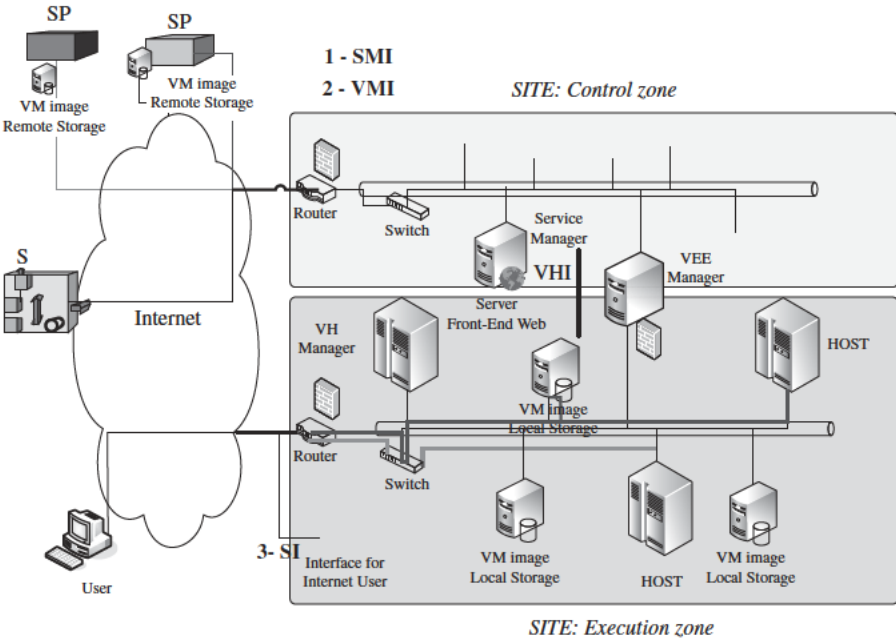 SP
SP
1 - SMI
2 - VMI
SITE: Control zone
VM image
Remote Storage
VM image
Remote Storage
Router
Switch
Service
Manager
VHI
VEE
Manager
S
Internet
Server
Front-End Web
VH
Manager
HOST
VM image
Local Storage
Router
Switch
3- SI
Interface for
Internet User
VM image
Local Storage
HOST
VM image
Local Storage
User
SITE: Execution zone